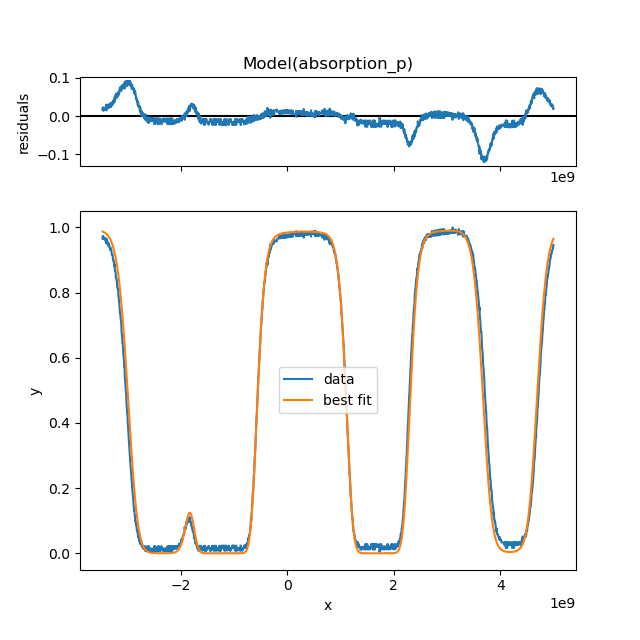 Model(absorption_p)
0.1
0.0
−0.1
residuals
1e9
1.0
0.8
0.6
0.4
0.2
0.0
y
data
best fit
−2
0
2
4
1e9
x